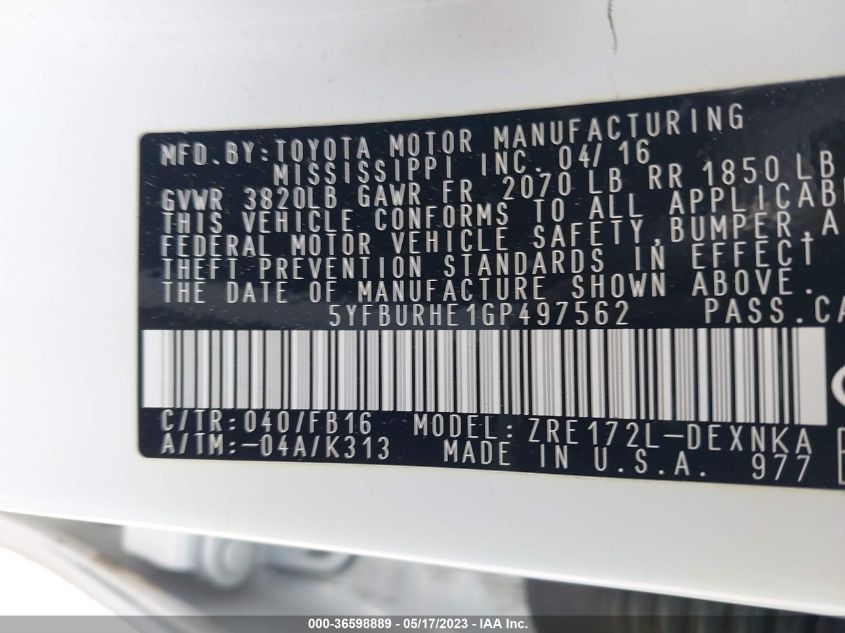 MFD. BY: TOYOTA MOTOR MANUFACTURING
MISSISSIPPI INC. 04/16
GVWR 3820LB GAWR FR 2070 LB RR 1850 LB
THIS VEHICLE CONFORMS TO ALL APPLICABL
FEDERAL MOTOR VEHICLE SAFETY, BUMPER, A
THEFT PREVENTION STANDARDS IN EFFECT
THE DATE OF MANUFACTURE SHOWN ABOVE.
5YFBURHE1GP497562 PASS. CA
C/TR: 040/FB16 MODEL: ZRE172L-DEXNKA
A/TM: -04A/K313 MADE IN U.S.A. 977
000-36598889 - 05/17/2023 - IAA Inc.